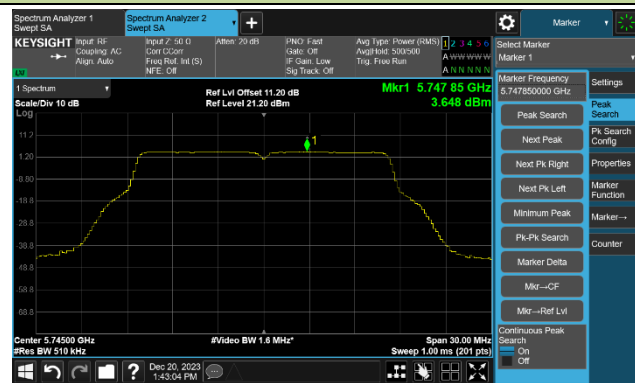 Spectrum Analyzer 1
Swept SA
Spectrum Analyzer 2
Swept SA
+
Marker
KEYSIGHT
Input: RF
Coupling: AC
Align: Auto
Input Z: 50 Ω
Corr CCorr
Freq Ref: Int (S)
NFE: Off
Atten: 20 dB
PNO: Fast
Gate: Off
IF Gain: Low
Sig Track: Off
Avg Type: Power (RMS)
Avg|Hold: 500/500
Trig: Free Run
1 2 3 4 5 6
A W W W W W
A N N N N N
Select Marker
Marker 1
1 Spectrum
Scale/Div 10 dB
Log
Ref Lvl Offset 11.20 dB
Ref Level 21.20 dBm
Mkr1 5.747 85 GHz
3.648 dBm
11.2
1.20
-8.80
-18.8
-28.8
-38.8
-48.8
-58.8
-68.8
1
Center 5.74500 GHz
#Res BW 510 kHz
#Video BW 1.6 MHz*
Span 30.00 MHz
Sweep 1.00 ms (201 pts)
Marker Frequency
5.747850000 GHz
Peak Search
Next Peak
Next Pk Right
Next Pk Left
Minimum Peak
Pk-Pk Search
Marker Delta
Mkr→CF
Mkr→Ref Lvl
Continuous Peak
Search
On
Off
Settings
Peak
Search
Pk Search
Config
Properties
Marker
Function
Marker→
Counter
?
Dec 20, 2023
1:43:04 PM